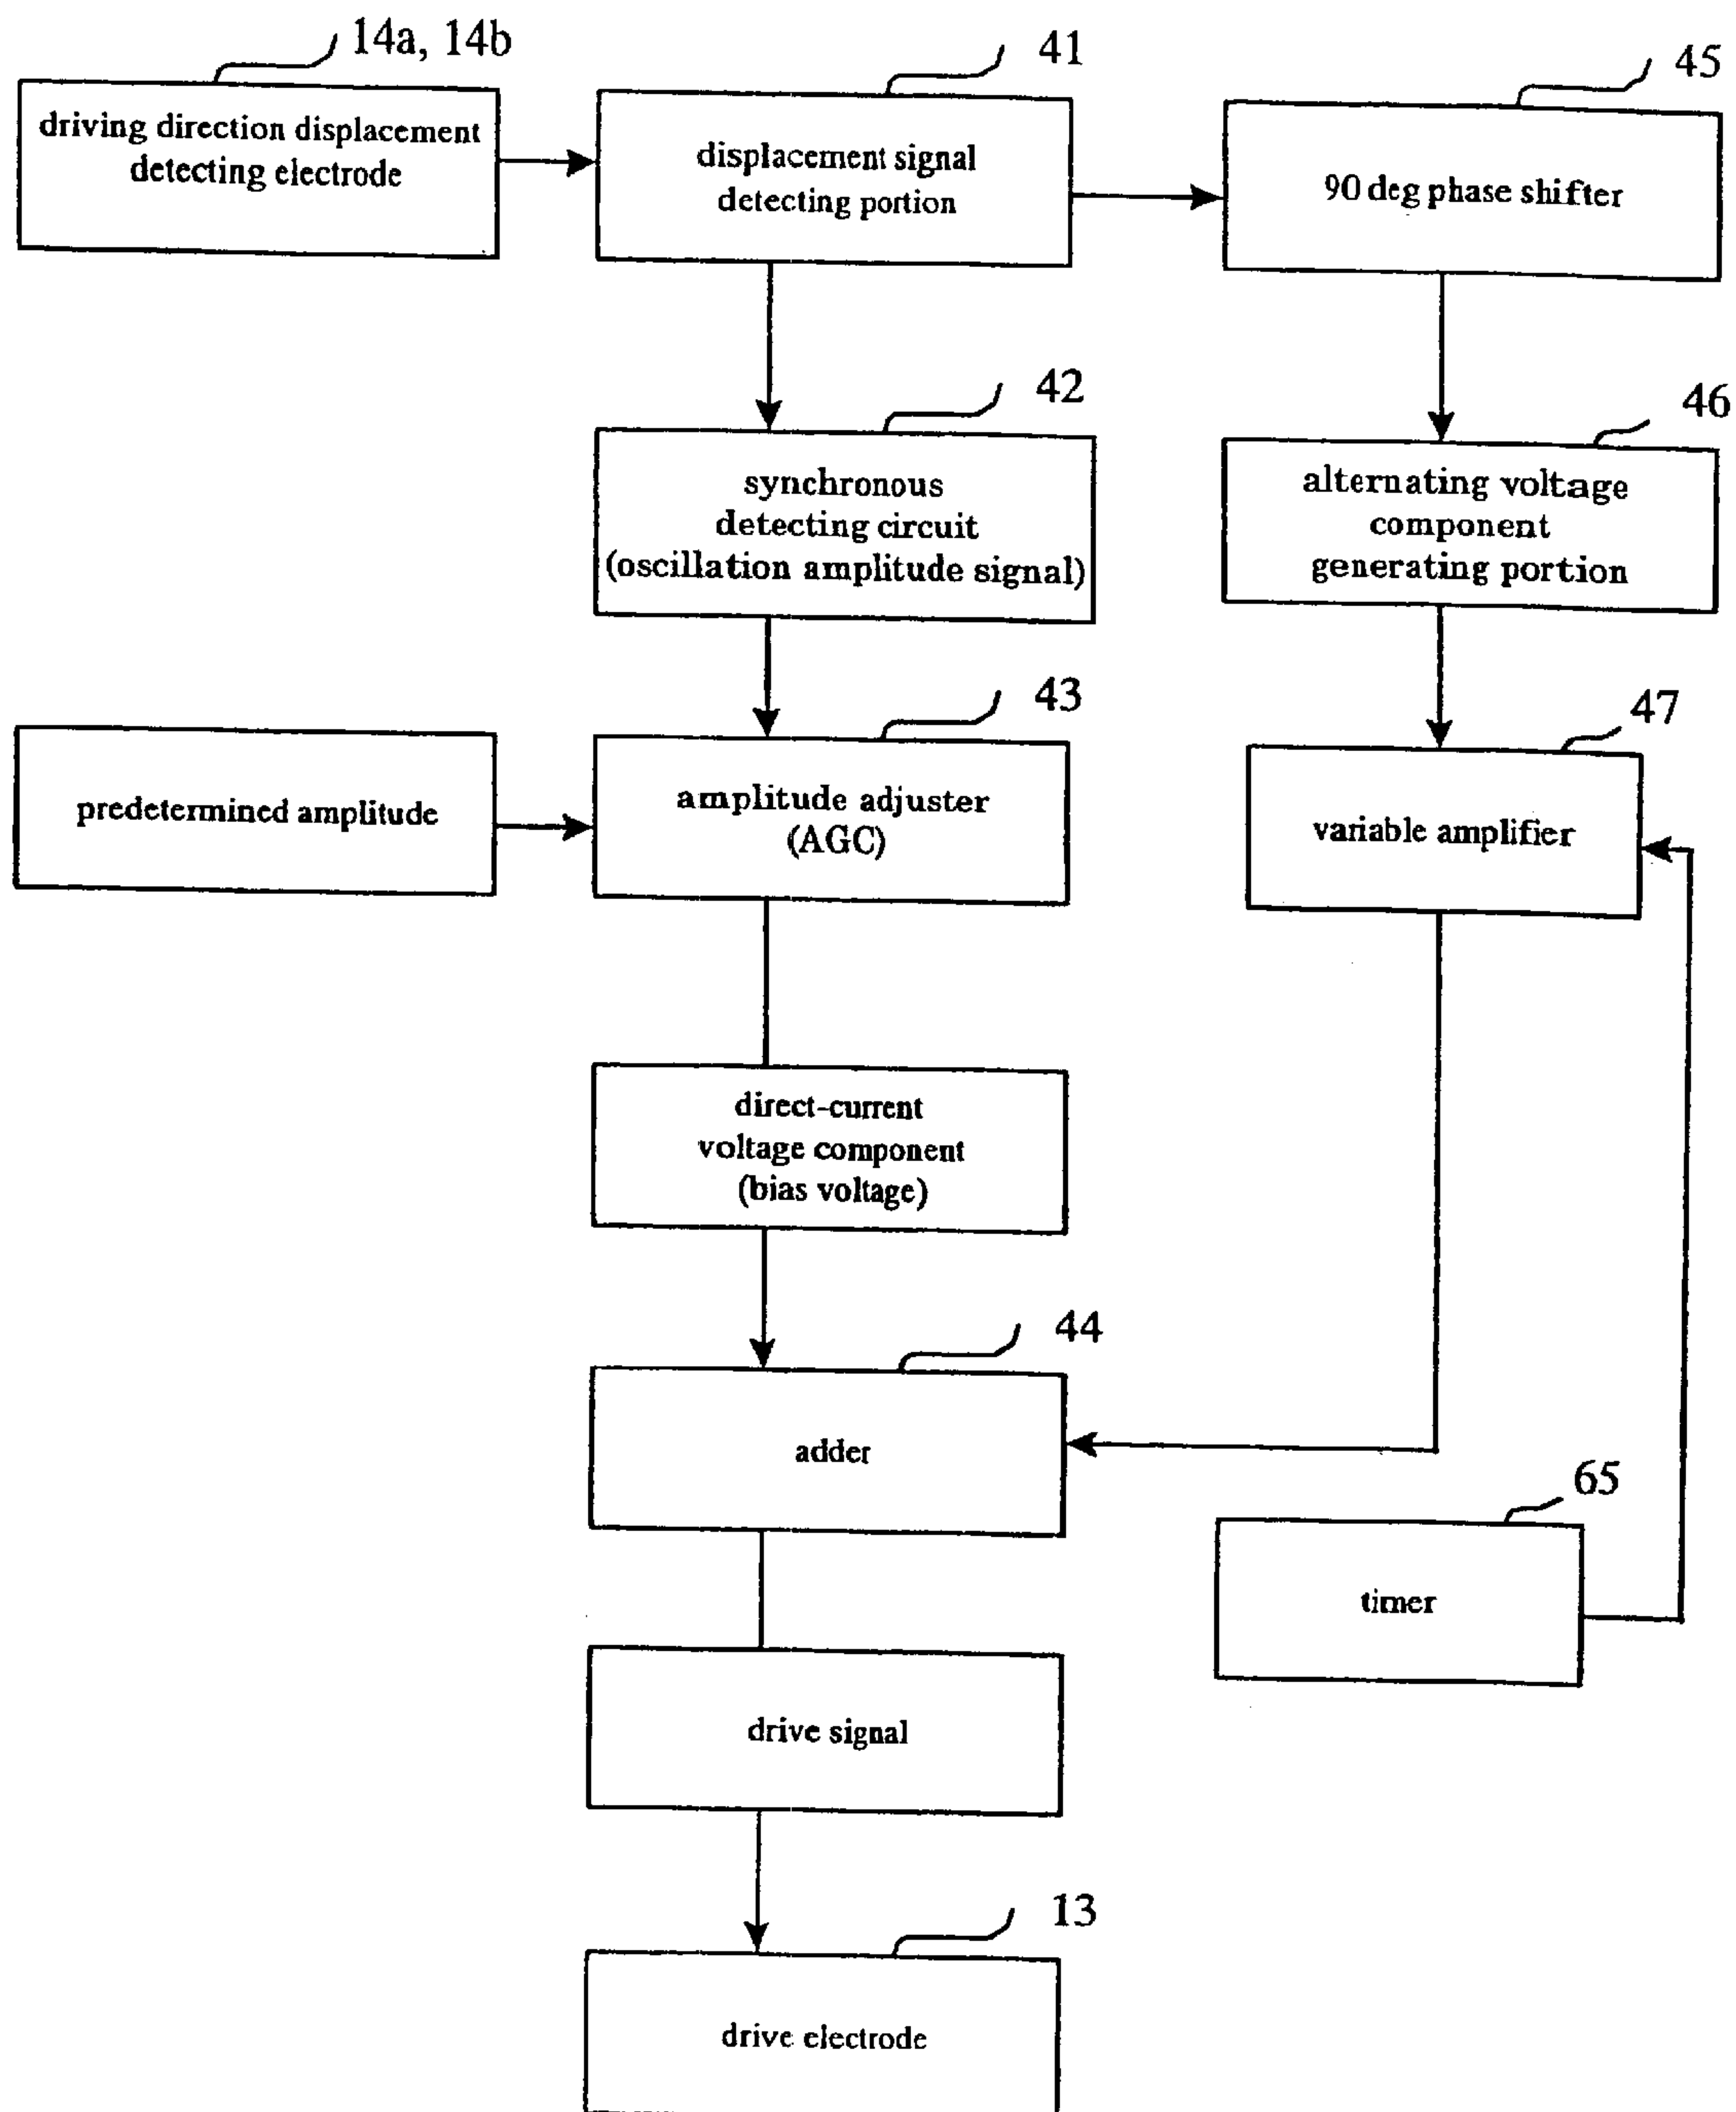 14a, 14b
driving direction displacement
detecting electrode
41
displacement signal
detecting portion
45
90 deg phase shifter
42
synchronous
detecting circuit
(oscillation amplitude signal)
46
alternating voltage
component
generating portion
predetermined amplitude
43
amplitude adjuster
(AGC)
47
variable amplifier
direct-current
voltage component
(bias voltage)
44
adder
65
timer
drive signal
13
drive electrode